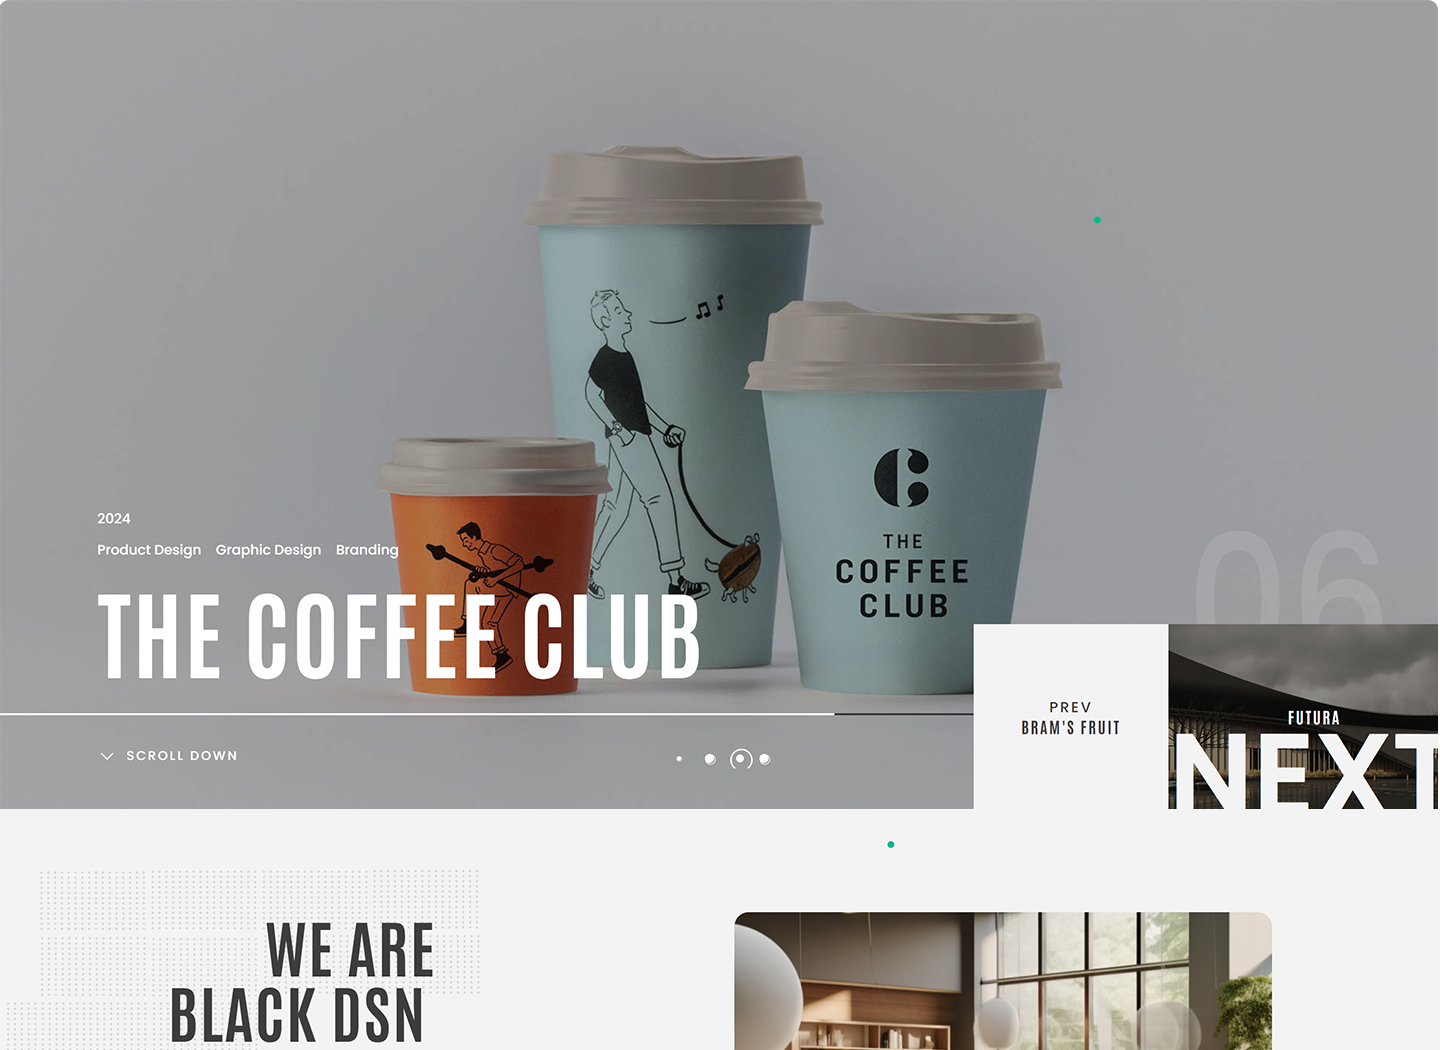 THE
COFFEE
CLUB
2024
Product Design Graphic Design Branding
THE COFFEE CLUB
06
PREV
BRAM'S FRUIT
FUTURA
NEXT
SCROLL DOWN
WE ARE
BLACK DSN